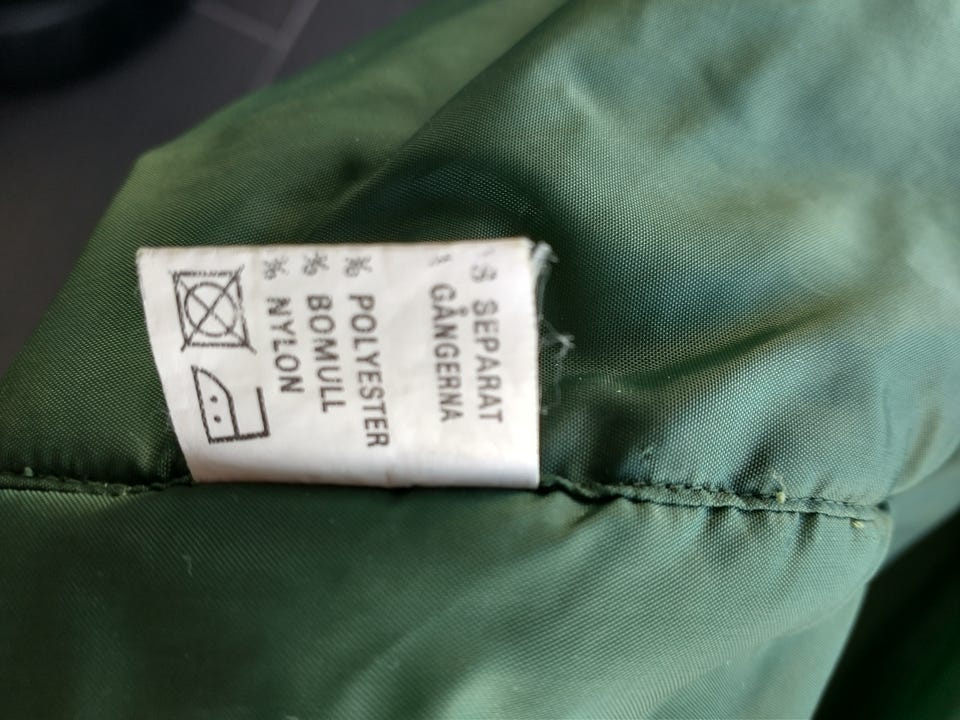 S SEPARAT
GÅNGERNA
% POLYESTER
% BOMULL
% NYLON